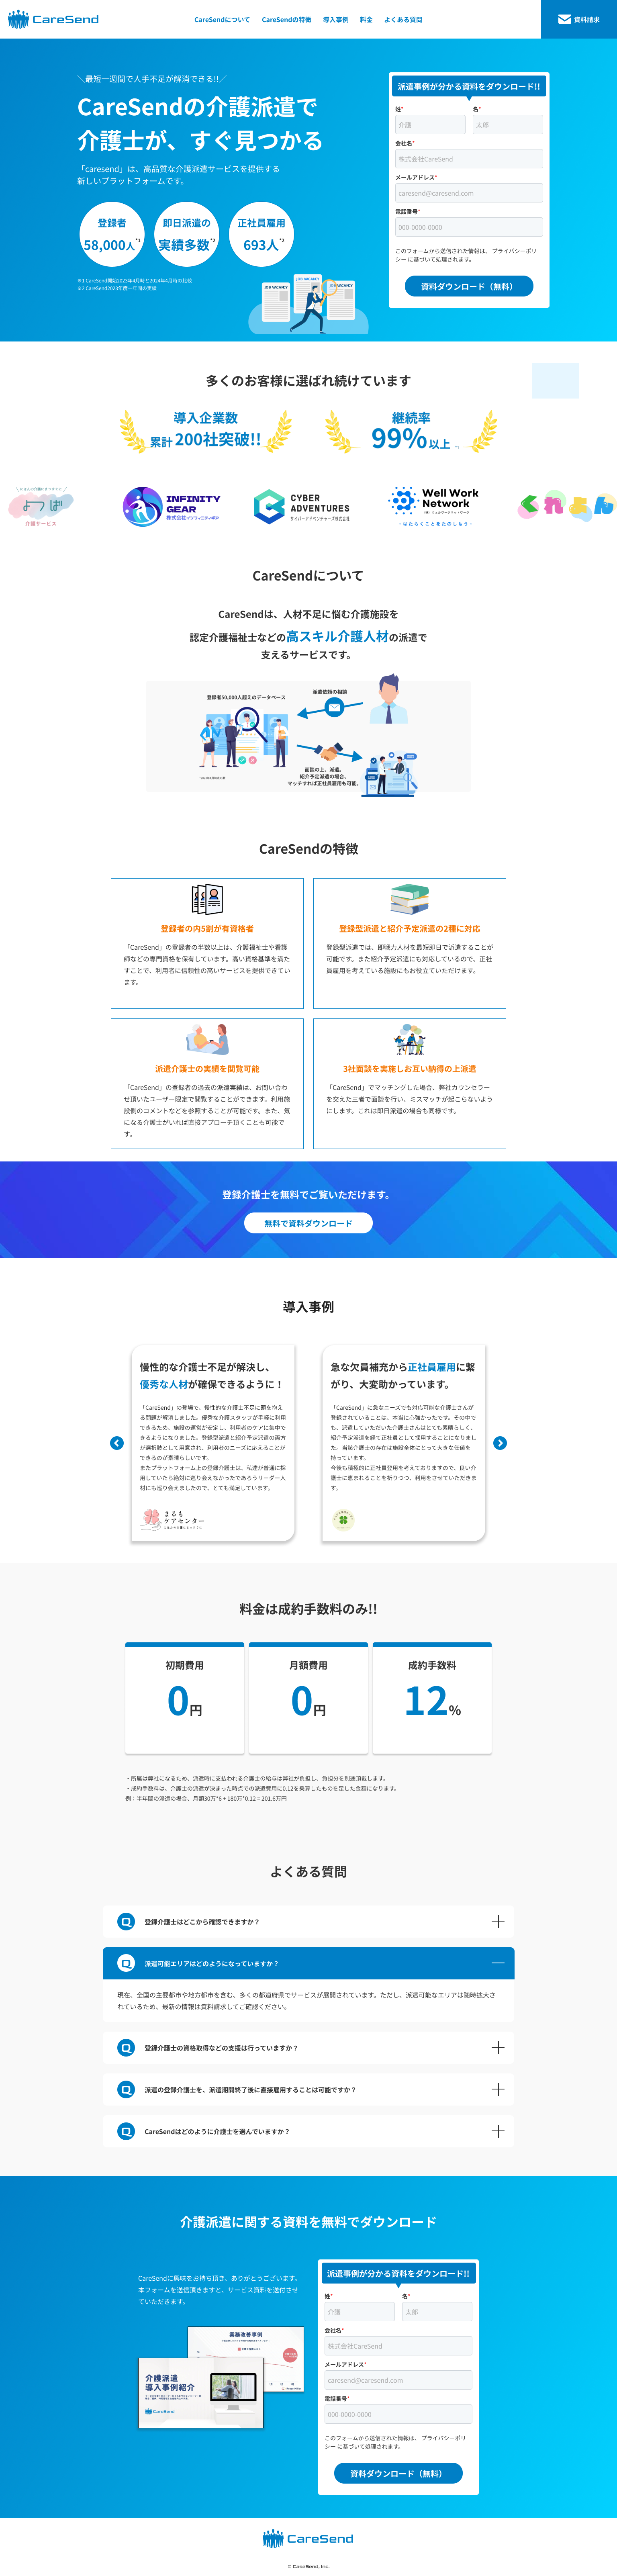 CareSend
CareSendについて
CareSendの特徴
導入事例
料金
よくある質問
資料請求
＼最短一週間で人手不足が解消できる!!／
CareSendの介護派遣で
介護士が、すぐ見つかる
「caresend」は、高品質な介護派遣サービスを提供する
新しいプラットフォームです。
登録者
58,000人*1
即日派遣の
実績多数*2
正社員雇用
693人*2
※1 CareSend開始2023年4月時と2024年4月時の比較
※2 CareSend2023年度一年間の実績
JOB VACANCY
JOB VACANCY
VACANCY
派遣事例が分かる資料をダウンロード!!
姓*
名*
介護
太郎
会社名*
株式会社CareSend
メールアドレス*
caresend@caresend.com
電話番号*
000-0000-0000
このフォームから送信された情報は、 プライバシーポリ
シー に基づいて処理されます。
資料ダウンロード（無料）
多くのお客様に選ばれ続けています
導入企業数
累計 200社突破!!
継続率
99%以上
よつば
介護サービス
INFINITY
GEAR
株式会社インフィニティギア
CYBER
ADVENTURES
サイバーアドベンチャーズ株式会社
Well Work
Network
（株）ウェルワークネットワーク
・はたらくことをたのしもう・
くれよん
CareSendについて
CareSendは、人材不足に悩む介護施設を
認定介護福祉士などの高スキル介護人材の派遣で
支えるサービスです。
登録者50,000人超えのデータベース
派遣依頼の相談
面談の上、派遣。
紹介予定派遣の場合、
マッチすれば正社員雇用も可能。
CareSendの特徴
登録者の内5割が有資格者
「CareSend」の登録者の半数以上は、介護福祉士や看護
師などの専門資格を保有しています。高い資格基準を満た
すことで、利用者に信頼性の高いサービスを提供できてい
ます。
登録型派遣と紹介予定派遣の2種に対応
登録型派遣では、即戦力人材を最短即日で派遣することが
可能です。また紹介予定派遣にも対応しているので、正社
員雇用を考えている施設にもお役立ていただけます。
派遣介護士の実績を閲覧可能
「CareSend」の登録者の過去の派遣実績は、お問い合わ
せ頂いたユーザー限定で閲覧することができます。利用施
設側のコメントなどを参照することが可能です。また、気
になる介護士がいれば直接アプローチ頂くことも可能で
す。
3社面談を実施しお互い納得の上派遣
「CareSend」でマッチングした場合、弊社カウンセラー
を交えた三者で面談を行い、ミスマッチが起こらないよう
にします。これは即日派遣の場合も同様です。
登録介護士を無料でご覧いただけます。
無料で資料ダウンロード
導入事例
慢性的な介護士不足が解決し、
優秀な人材が確保できるように！
「CareSend」の登場で、慢性的な介護士不足に頭を抱え
る問題が解消しました。優秀な介護スタッフが手軽に利用
できるため、施設の運営が安定し、利用者のケアに集中で
きるようになりました。登録型派遣と紹介予定派遣の両方
が選択肢として用意され、利用者のニーズに応えることが
できるのが素晴らしいです。
またプラットフォーム上の登録介護士は、私達が普通に採
用していたら絶対に巡り会えなかったであろうリーダー人
材にも巡り会えましたので、とても満足しています。
まるも
ケアセンター
急な欠員補充から正社員雇用に繋
がり、大変助かっています。
「CareSend」に急なニーズでも対応可能な介護士さんが
登録されていることは、本当に心強かったです。その中で
も、派遣していただいた介護士さんはとても素晴らしく、
紹介予定派遣を経て正社員として採用することになりまし
た。当該介護士の存在は施設全体にとって大きな価値を
持っています。
今後も積極的に正社員登用を考えておりますので、良い介
護士に恵まれることを祈りつつ、利用をさせていただきま
す。
料金は成約手数料のみ!!
初期費用
0円
月額費用
0円
成約手数料
12%
・所属は弊社になるため、派遣時に支払われる介護士の給与は弊社が負担し、負担分を別途頂戴します。
・成約手数料は、介護士の派遣が決まった時点での派遣費用に0.12を乗算したものを足した金額になります。
例：半年間の派遣の場合、月額30万*6 + 180万*0.12 = 201.6万円
よくある質問
Q 登録介護士はどこから確認できますか？
Q 派遣可能エリアはどのようになっていますか？
現在、全国の主要都市や地方都市を含む、多くの都道府県でサービスが展開されています。ただし、派遣可能なエリアは随時拡大さ
れているため、最新の情報は資料請求してご確認ください。
Q 登録介護士の資格取得などの支援は行っていますか？
Q 派遣の登録介護士を、派遣期間終了後に直接雇用することは可能ですか？
Q CareSendはどのように介護士を選んでいますか？
介護派遣に関する資料を無料でダウンロード
CareSendに興味をお持ち頂き、ありがとうございます。
本フォームを送信頂きますと、サービス資料を送付させ
ていただきます。
業務改善事例
介護派遣
導入事例紹介
CareSend
派遣事例が分かる資料をダウンロード!!
姓*
名*
介護
太郎
会社名*
株式会社CareSend
メールアドレス*
caresend@caresend.com
電話番号*
000-0000-0000
このフォームから送信された情報は、 プライバシーポリ
シー に基づいて処理されます。
資料ダウンロード（無料）
CareSend
© CaseSend, Inc.